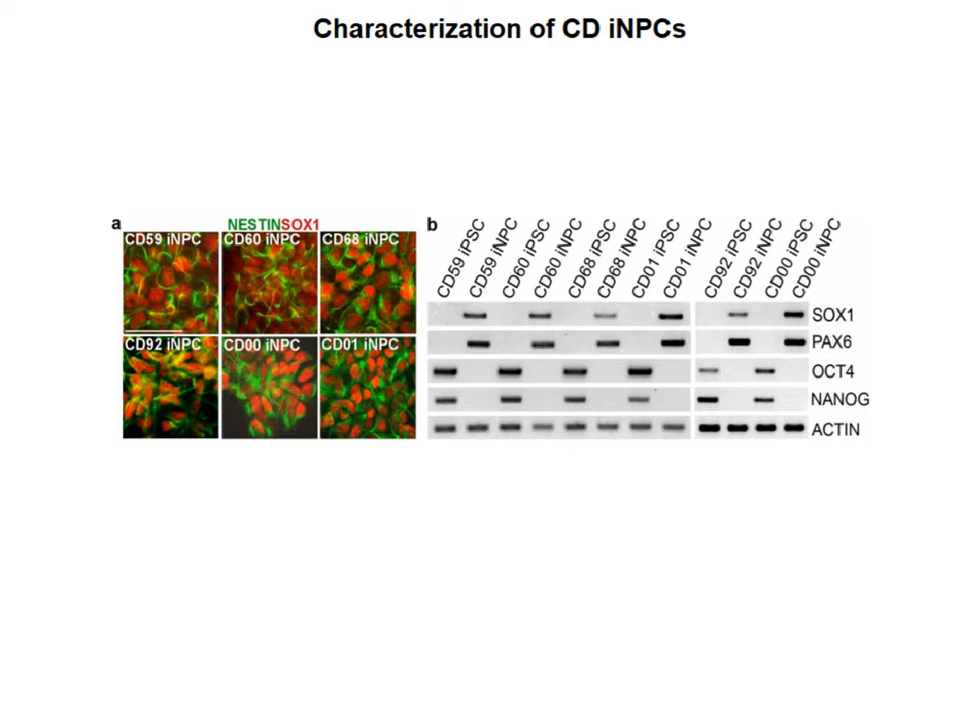 Characterization of CD iNPCs
a
NESTINSOX1
CD59 iNPC
CD60 iNPC
CD68 iNPC
CD92 iNPC
CD00 iNPC
CD01 iNPC
b
CD59 iPSC
CD59 iNPC
CD60 iPSC
CD60 iNPC
CD68 iPSC
CD68 iNPC
CD01 iPSC
CD01 iNPC
CD92 iPSC
CD92 iNPC
CD00 iPSC
CD00 iNPC
SOX1
PAX6
OCT4
NANOG
ACTIN